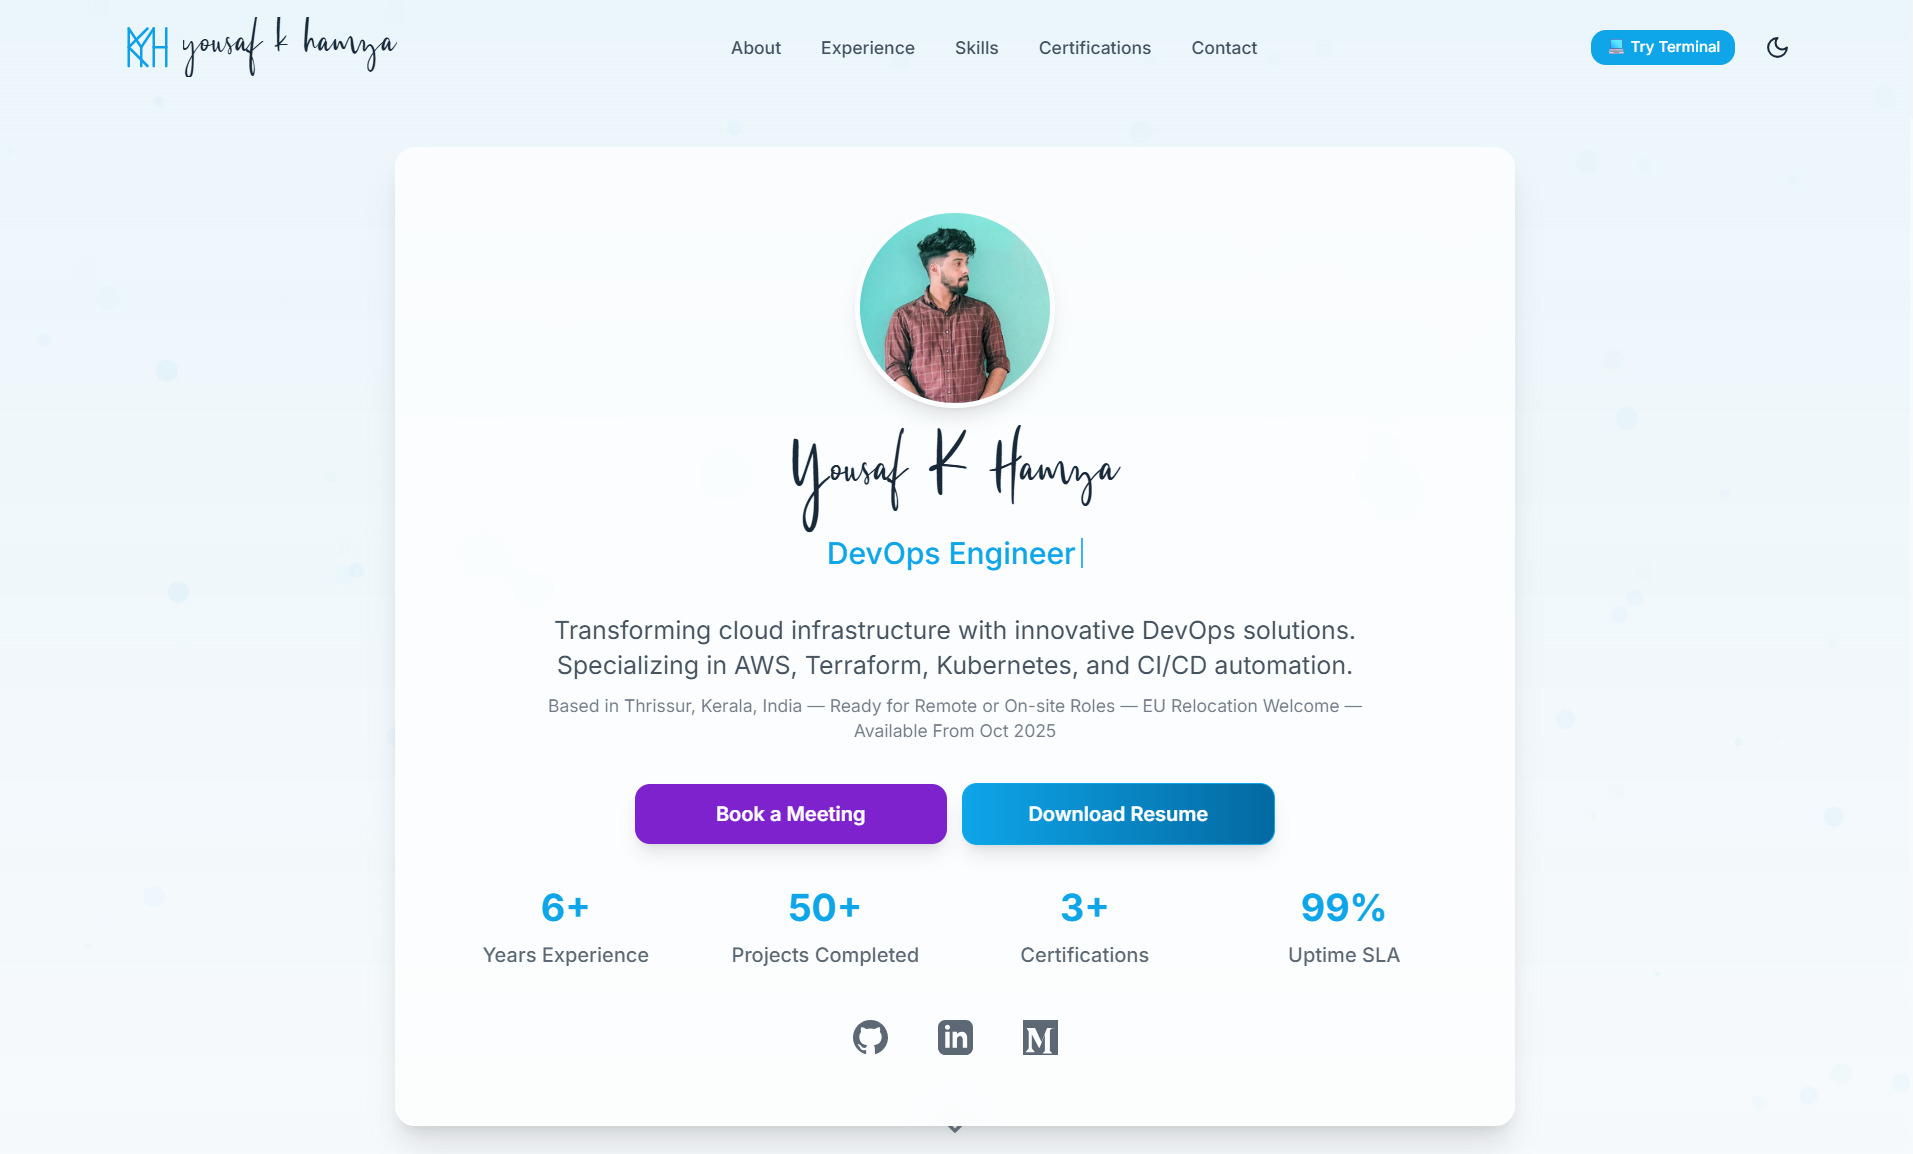 KYH yousaf k hamza
About Experience Skills Certifications Contact
Try Terminal
Yousaf K Hamza
DevOps Engineer
Transforming cloud infrastructure with innovative DevOps solutions.
Specializing in AWS, Terraform, Kubernetes, and CI/CD automation.
Based in Thrissur, Kerala, India — Ready for Remote or On-site Roles — EU Relocation Welcome —
Available From Oct 2025
Book a Meeting Download Resume
6+ 50+ 3+ 99%
Years Experience Projects Completed Certifications Uptime SLA
in M